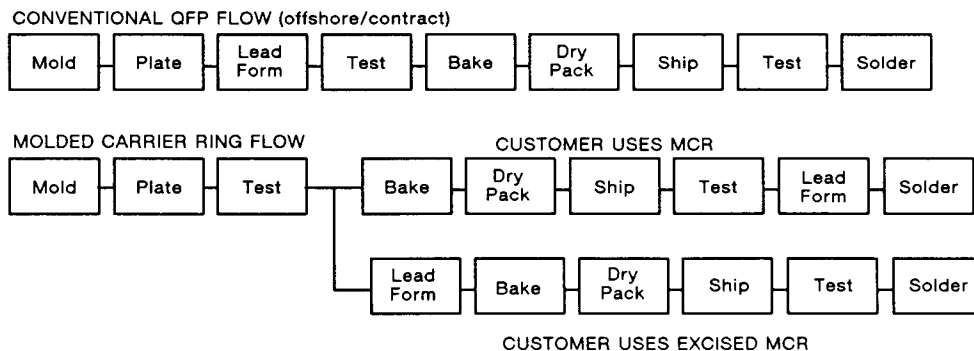 CONVENTIONAL QFP FLOW (offshore/contract)
Mold Plate Lead Form Test Bake Dry Pack Ship Test Solder
MOLDED CARRIER RING FLOW
CUSTOMER USES MCR
Mold Plate Test Bake Dry Pack Ship Test Lead Form Solder
Lead Form Bake Dry Pack Ship Test Solder
CUSTOMER USES EXCISED MCR